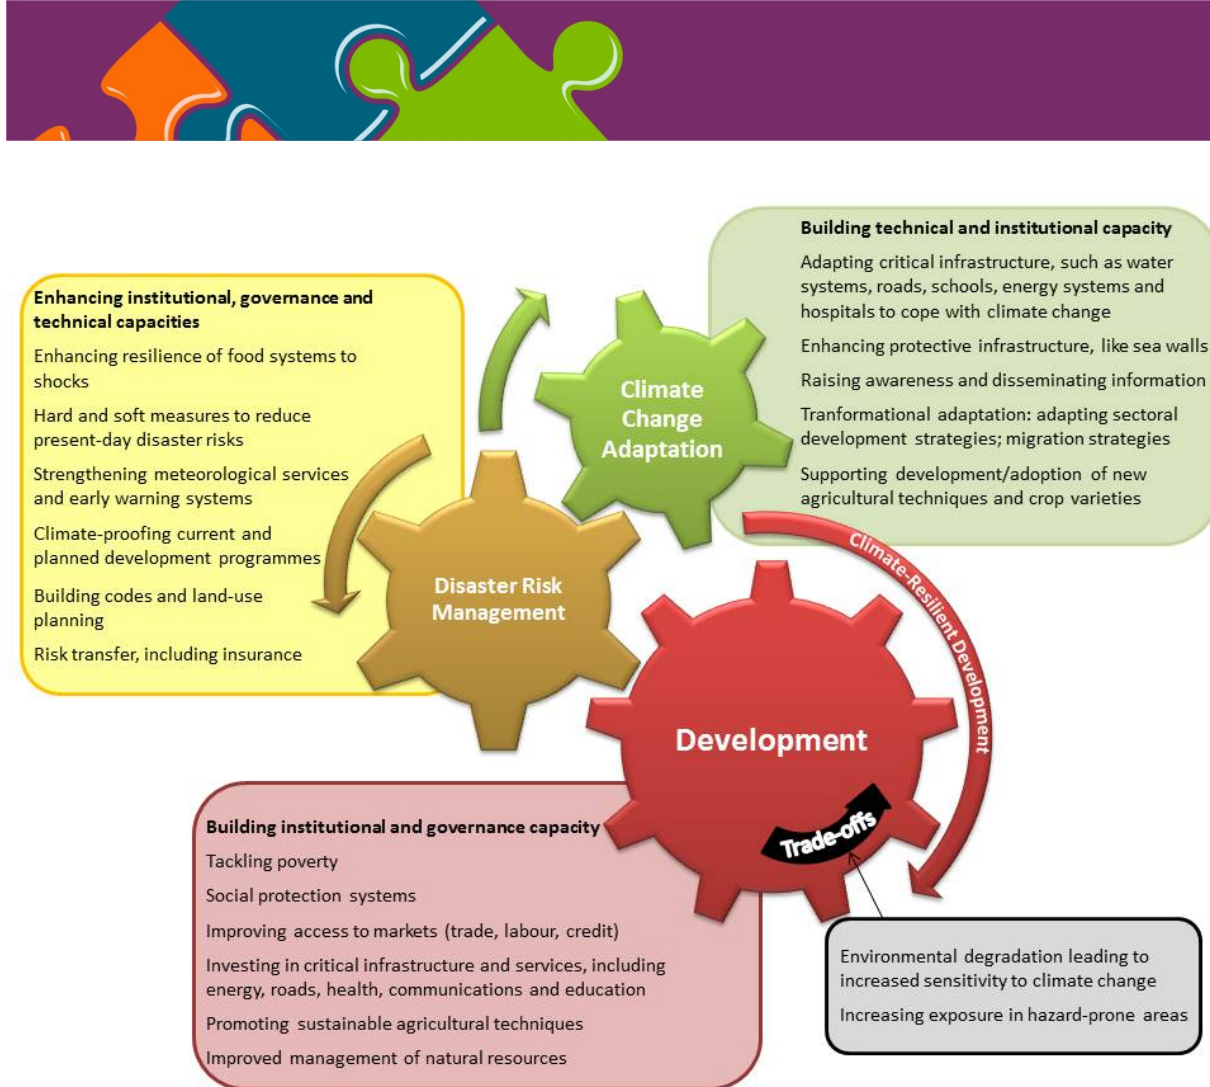 Building technical and institutional capacity
Adapting critical infrastructure, such as water
systems, roads, schools, energy systems and
hospitals to cope with climate change
Enhancing protective infrastructure, like sea walls
Raising awareness and disseminating information
Tranformational adaptation: adapting sectoral
development strategies; migration strategies
Supporting development/adoption of new
agricultural techniques and crop varieties
Enhancing institutional, governance and
technical capacities
Enhancing resilience of food systems to
shocks
Hard and soft measures to reduce
present-day disaster risks
Strengthening meteorological services
and early warning systems
Climate-proofing current and
planned development programmes
Building codes and land-use
planning
Risk transfer, including insurance
Climate
Change
Adaptation
Disaster Risk
Management
Climate-Resilient Development
Development
Trade-offs
Building institutional and governance capacity
Tackling poverty
Social protection systems
Improving access to markets (trade, labour, credit)
Investing in critical infrastructure and services, including
energy, roads, health, communications and education
Promoting sustainable agricultural techniques
Improved management of natural resources
Environmental degradation leading to
increased sensitivity to climate change
Increasing exposure in hazard-prone areas